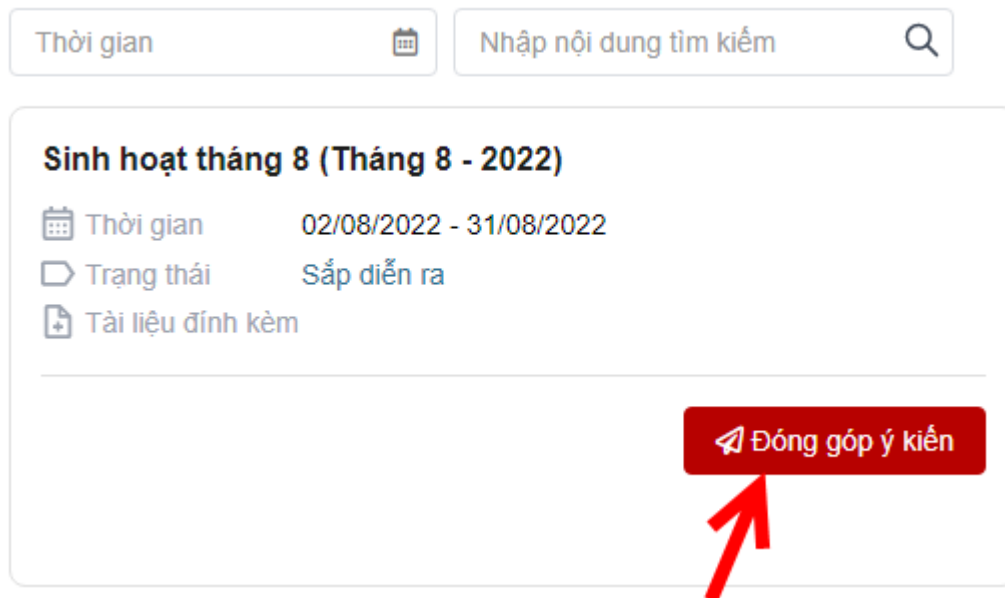 Thời gian
Nhập nội dung tìm kiếm
Sinh hoạt tháng 8 (Tháng 8 - 2022)
Thời gian 02/08/2022 - 31/08/2022
Trạng thái Sắp diễn ra
Tài liệu đính kèm
Đóng góp ý kiến